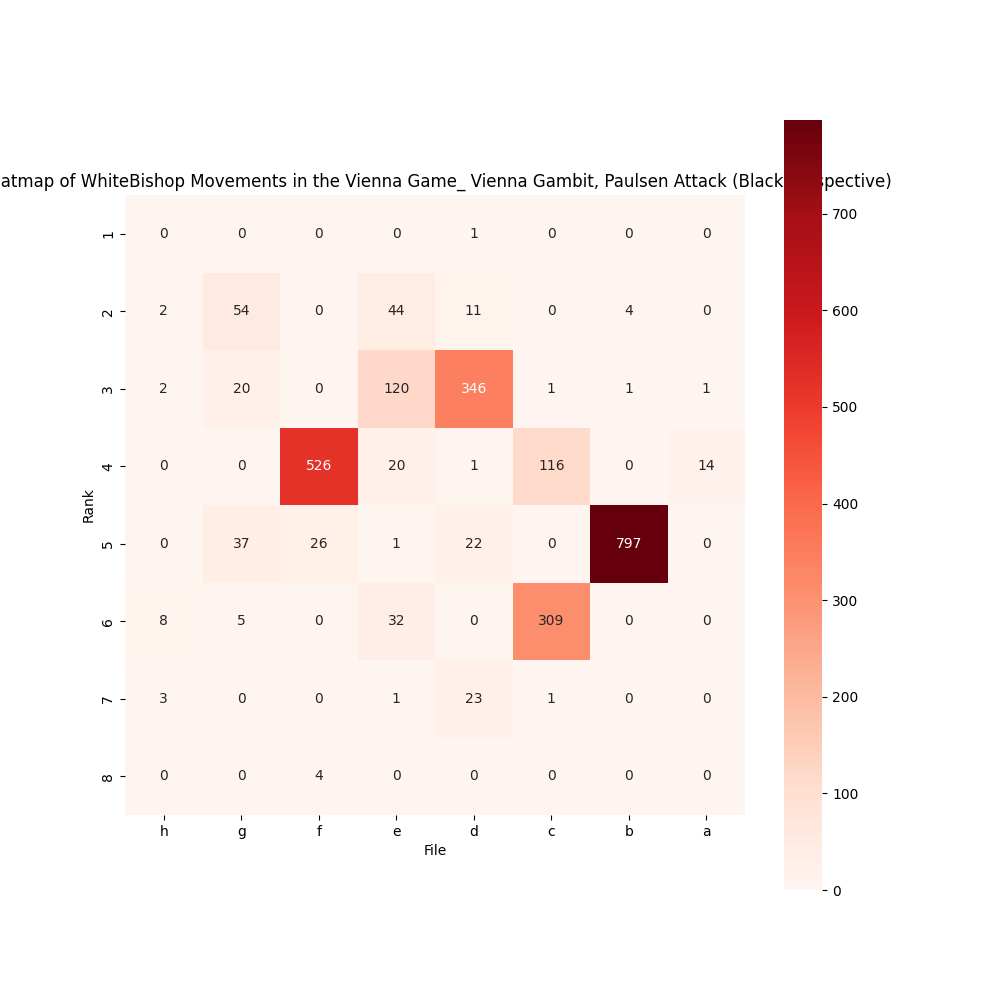 atmap of WhiteBishop Movements in the Vienna Game_ Vienna Gambit, Paulsen Attack (Black spective)
Rank
1 0 0 0 0 1 0 0 0
2 2 54 0 44 11 0 4 0
3 2 20 0 120 346 1 1 1
4 0 0 526 20 1 116 0 14
5 0 37 26 1 22 0 797 0
6 8 5 0 32 0 309 0 0
7 3 0 0 1 23 1 0 0
8 0 0 4 0 0 0 0 0
h g f e d c b a
File
700
600
500
400
300
200
100
0